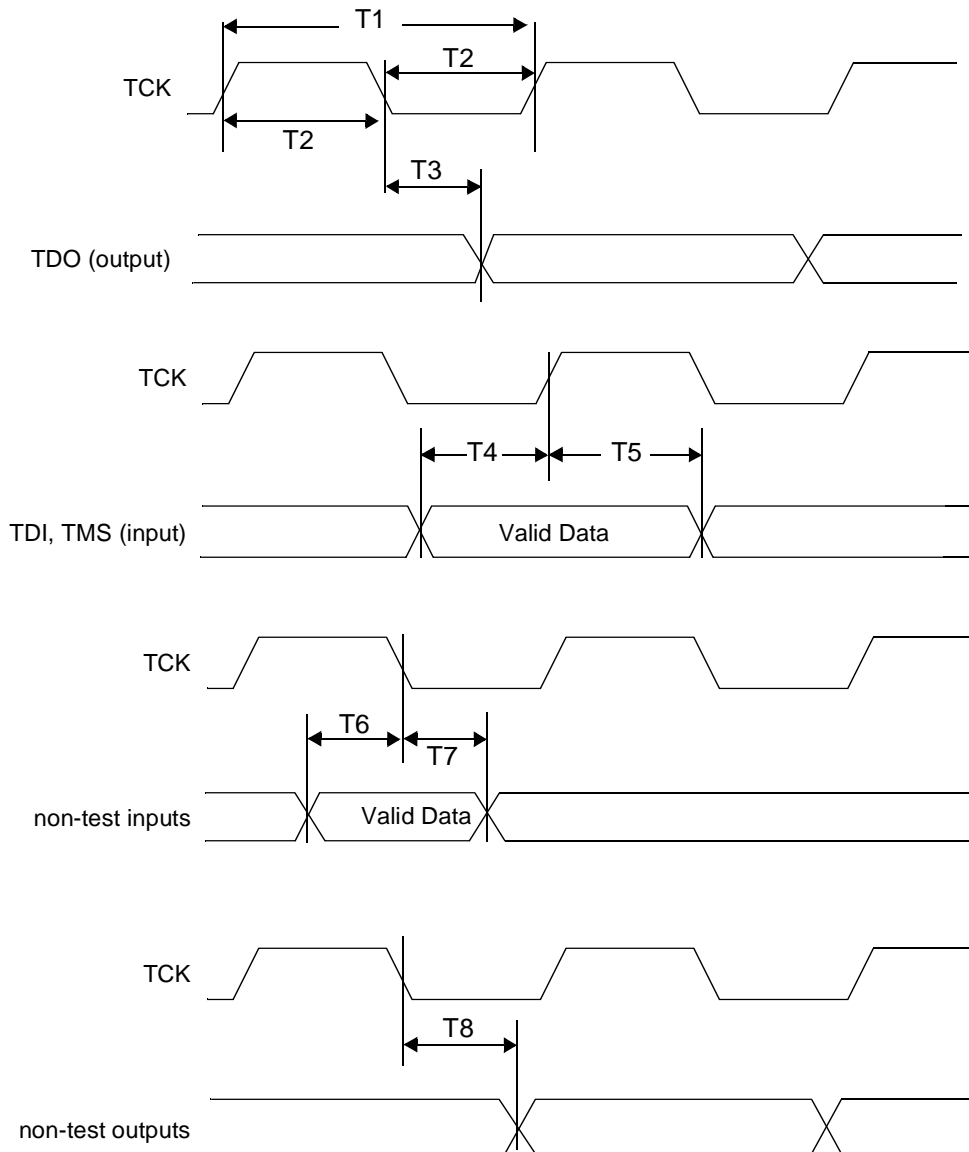 T1
T2
TCK
T2
T3
TDO (output)
TCK
T4
T5
TDI, TMS (input)
Valid Data
TCK
T6
T7
non-test inputs
Valid Data
TCK
T8
non-test outputs